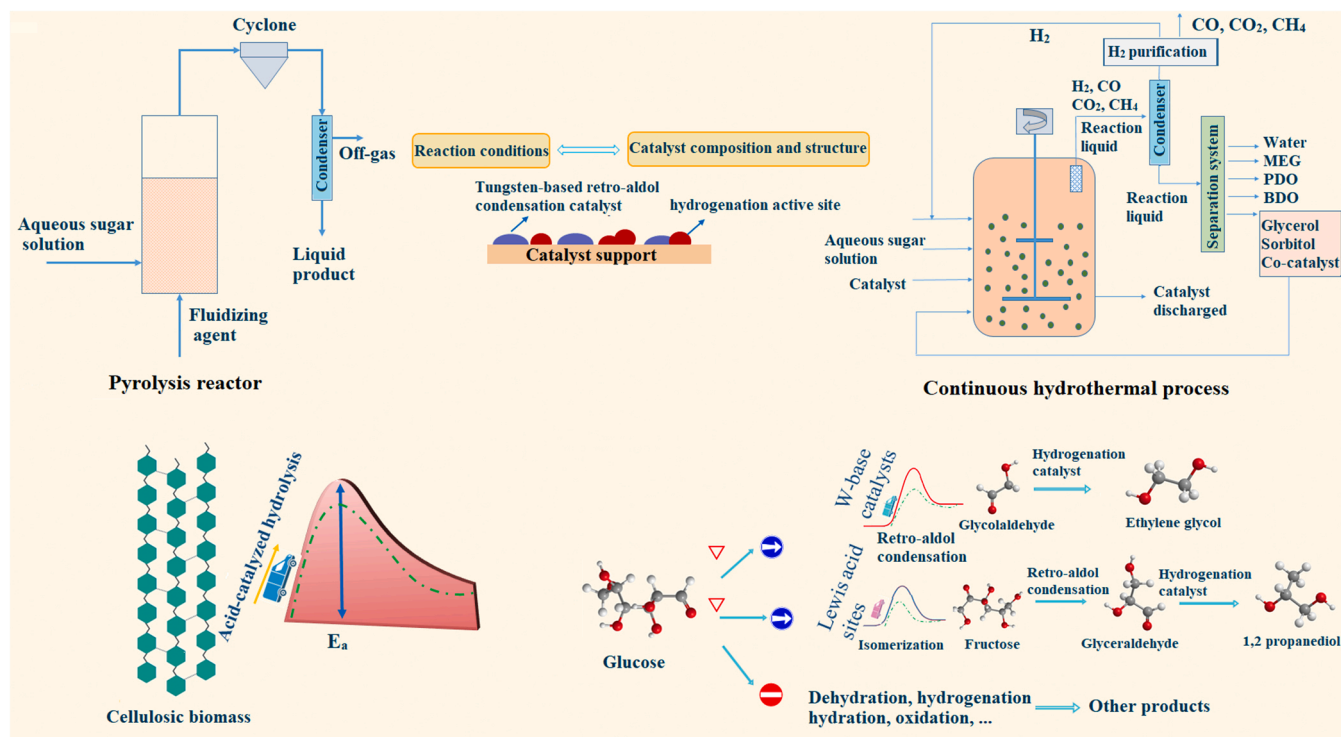 Cyclone
Condenser
Off-gas
Aqueous sugar
solution
Liquid
product
Fluidizing
agent
Pyrolysis reactor
Reaction conditions
Catalyst composition and structure
Tungsten-based retro-aldol
condensation catalyst
hydrogenation active site
Catalyst support
H2
CO, CO2, CH4
H2 purification
H2, CO
CO2, CH4
Reaction
liquid
Condenser
Reaction
liquid
Separation system
Water
MEG
PDO
BDO
Glycerol
Sorbitol
Co-catalyst
Aqueous sugar
solution
Catalyst
Catalyst
discharged
Continuous hydrothermal process
Cellulosic biomass
Acid-catalyzed hydrolysis
Ea
Glucose
W-base
catalysts
Retro-aldol
condensation
Glycolaldehyde
Hydrogenation
catalyst
Ethylene glycol
Lewis acid
sites
Isomerization
Fructose
Retro-aldol
condensation
Glyceraldehyde
Hydrogenation
catalyst
1,2 propanediol
Dehydration, hydrogenation
hydration, oxidation, ...
Other products